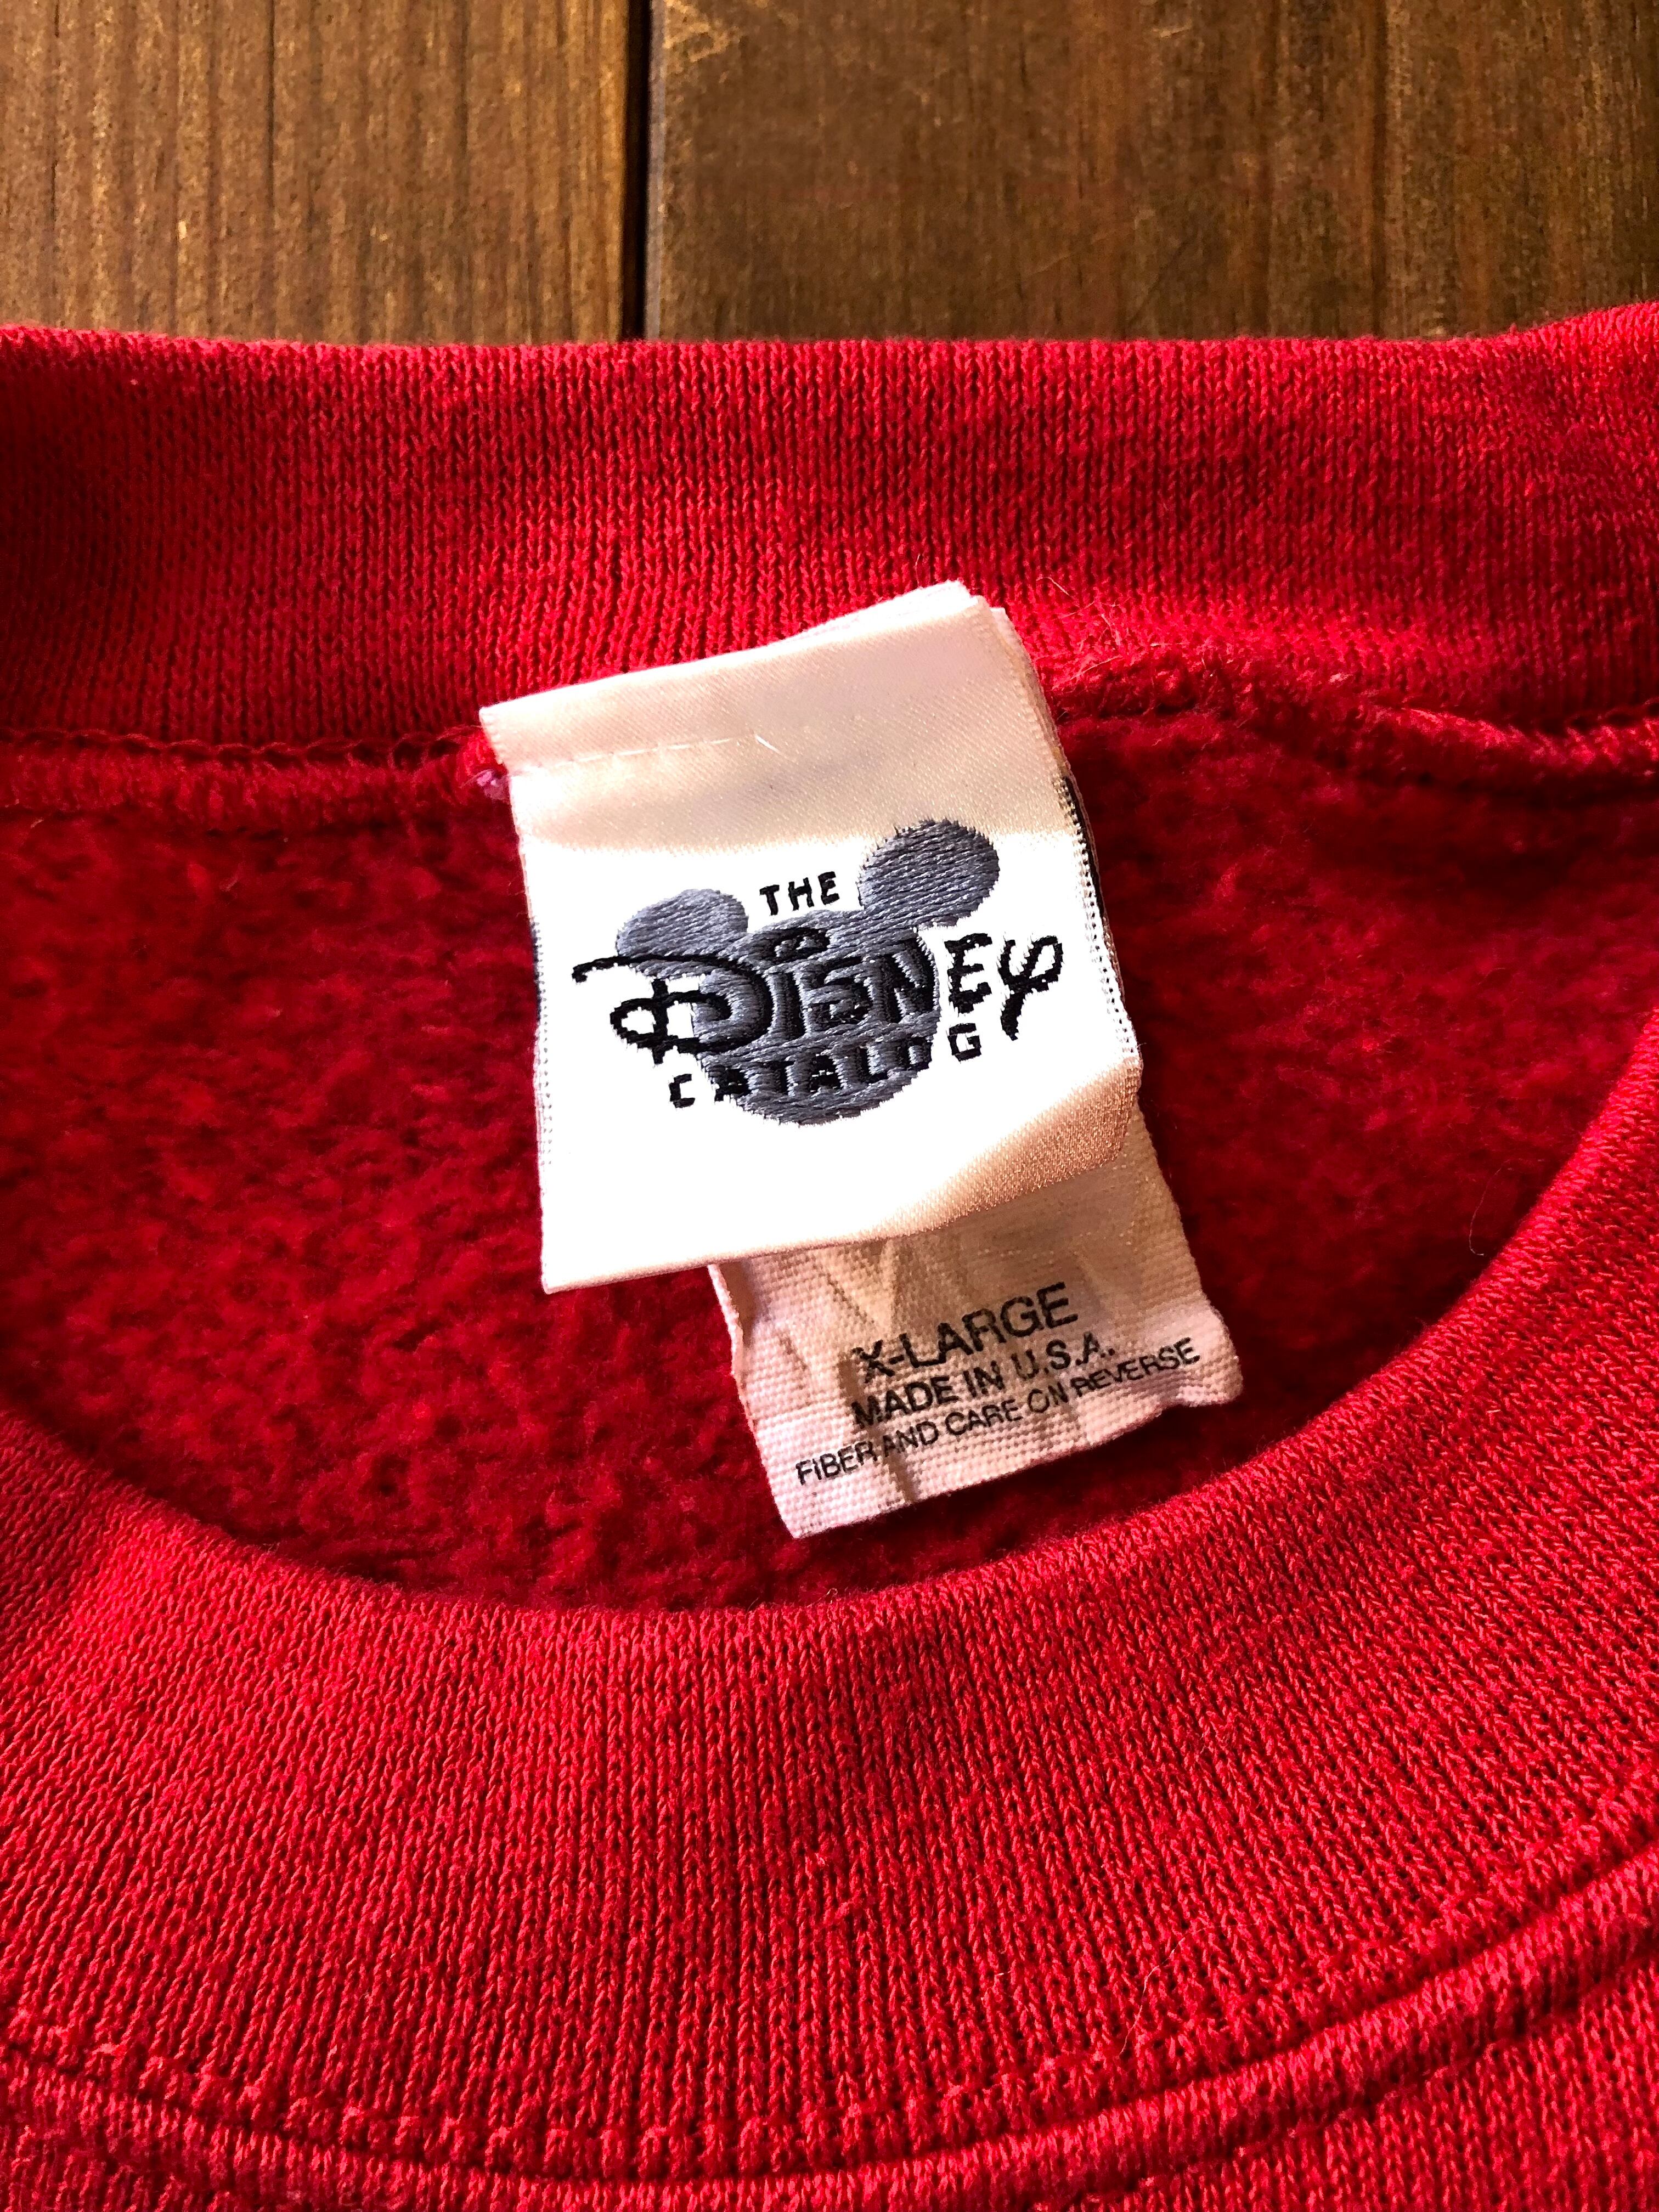 THE
DISNEY
CATALOG
X-LARGE
MADE IN U.S.A.
FIBER AND CARE ON REVERSE